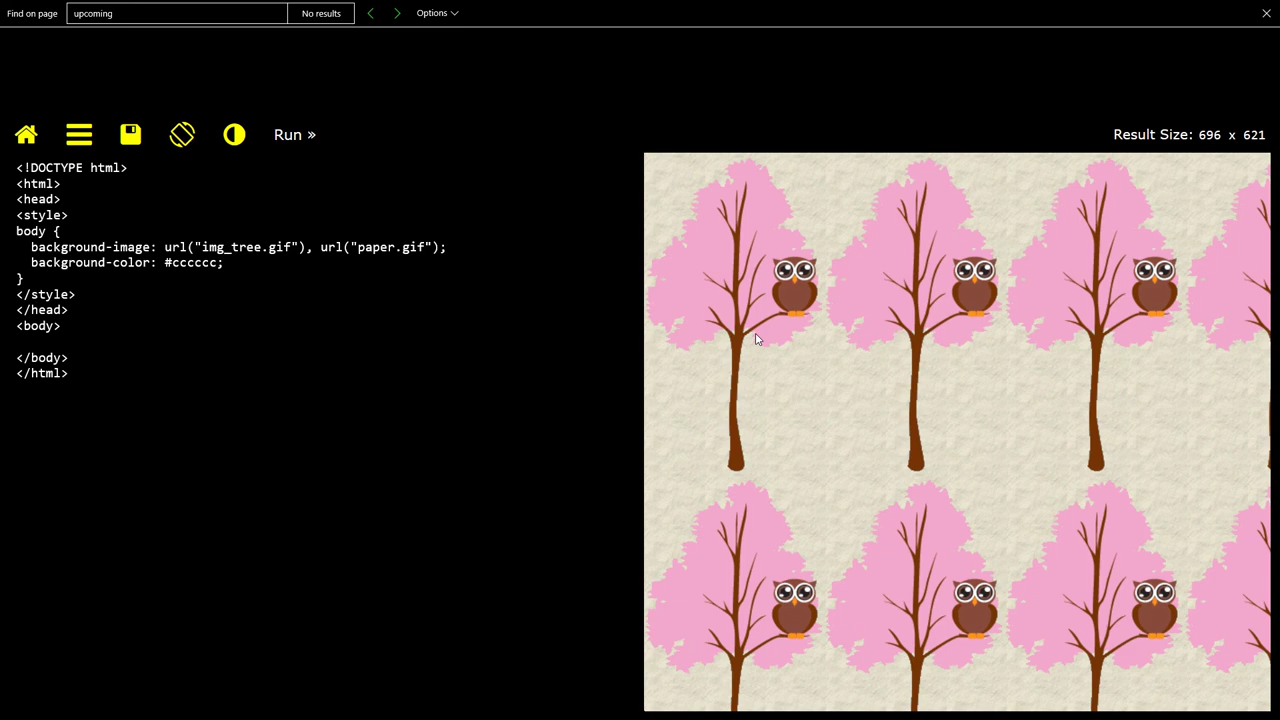 Find on page upcoming No results Options
Run »
Result Size: 696 x 621
<!DOCTYPE html>
<html>
<head>
<style>
body {
  background-image: url("img_tree.gif"), url("paper.gif");
  background-color: #cccccc;
}
</style>
</head>
<body>

</body>
</html>